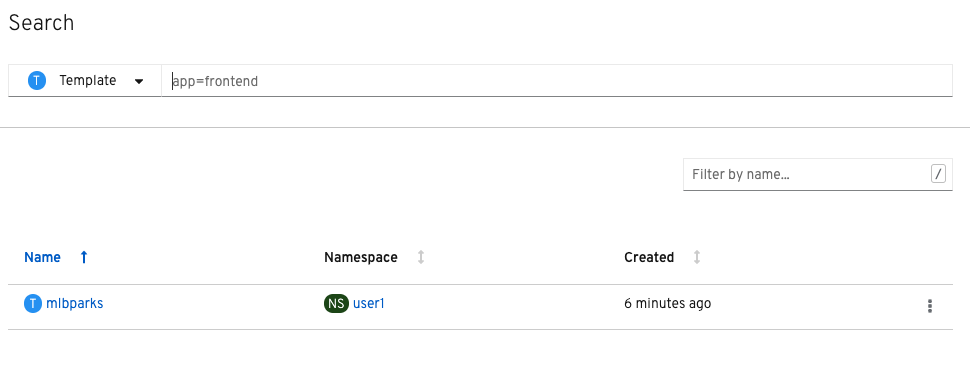 Search
T Template app=frontend
Filter by name... /
Name Namespace Created
T mlbparks NS user1 6 minutes ago